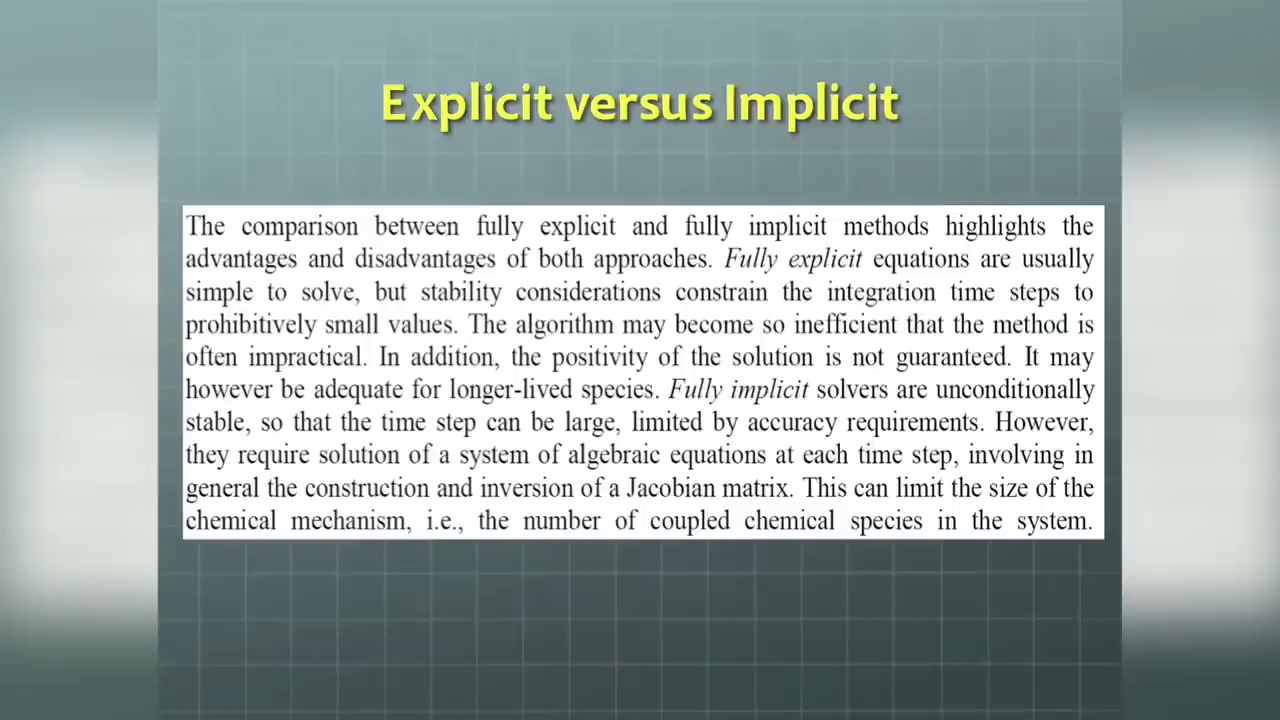 Explicit versus Implicit
The comparison between fully explicit and fully implicit methods highlights the
advantages and disadvantages of both approaches. Fully explicit equations are usually
simple to solve, but stability considerations constrain the integration time steps to
prohibitively small values. The algorithm may become so inefficient that the method is
often impractical. In addition, the positivity of the solution is not guaranteed. It may
however be adequate for longer-lived species. Fully implicit solvers are unconditionally
stable, so that the time step can be large, limited by accuracy requirements. However,
they require solution of a system of algebraic equations at each time step, involving in
general the construction and inversion of a Jacobian matrix. This can limit the size of the
chemical mechanism, i.e., the number of coupled chemical species in the system.